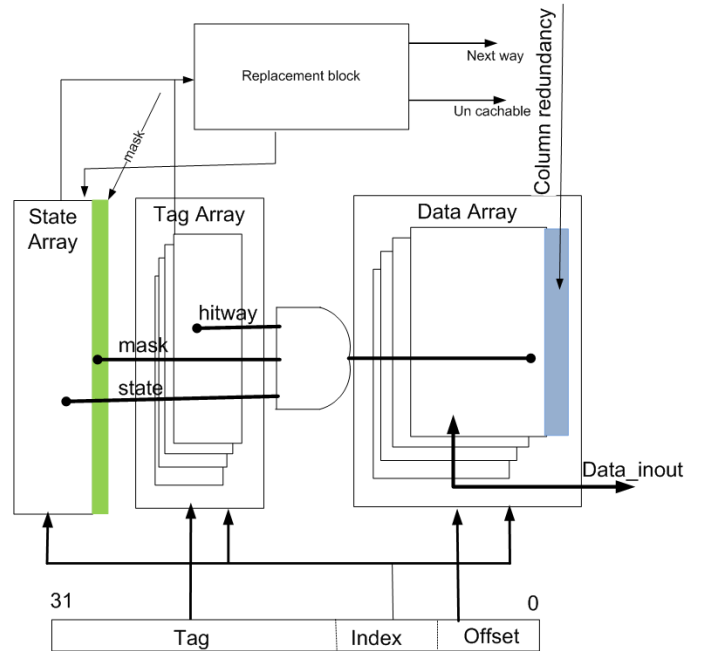 Replacement block
Next way
Un cachable
Column redundancy
mask
State
Array
Tag Array
Data Array
hitway
mask
state
Data_inout
31
0
Tag
Index
Offset